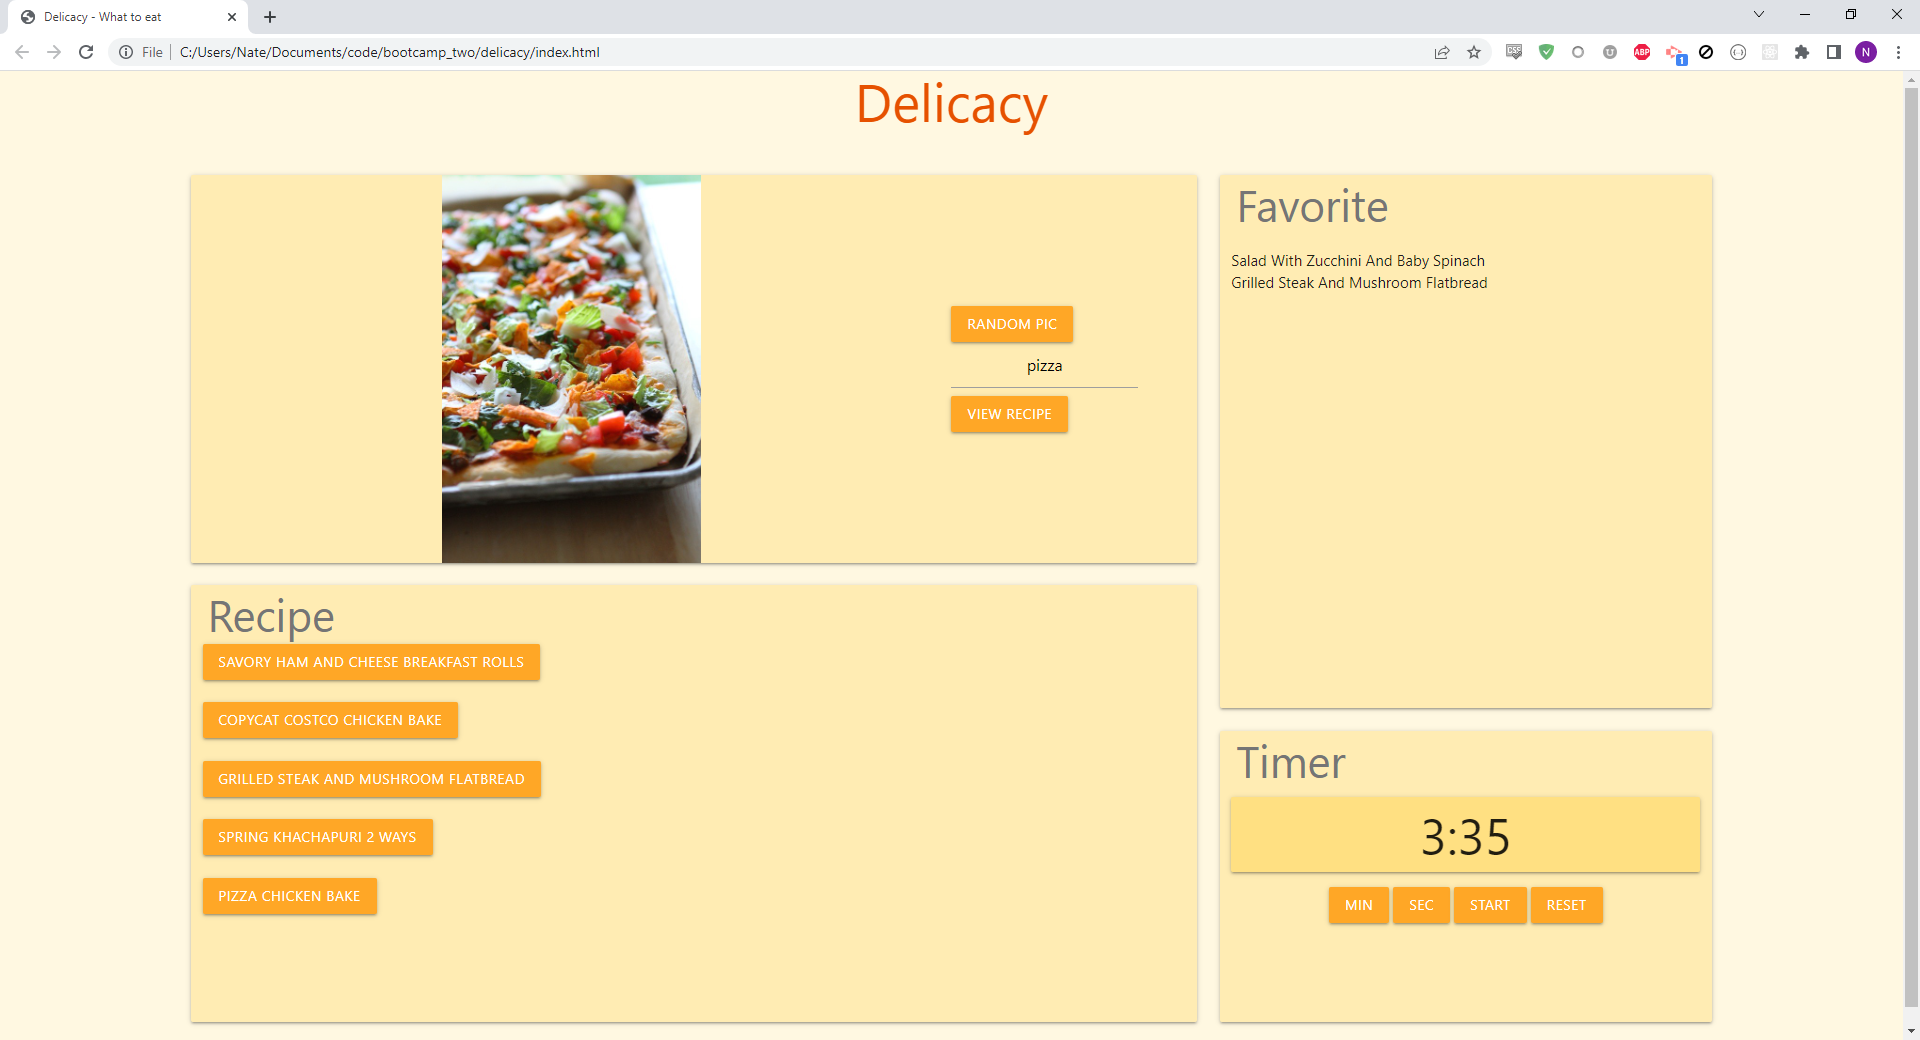 Delicacy - What to eat
File
C:/Users/Nate/Documents/code/bootcamp_two/delicacy/index.html
CSS
ABP
1
N
Delicacy
RANDOM PIC
pizza
VIEW RECIPE
Favorite
Salad With Zucchini And Baby Spinach
Grilled Steak And Mushroom Flatbread
Recipe
SAVORY HAM AND CHEESE BREAKFAST ROLLS
COPYCAT COSTCO CHICKEN BAKE
GRILLED STEAK AND MUSHROOM FLATBREAD
SPRING KHACHAPURI 2 WAYS
PIZZA CHICKEN BAKE
Timer
3:35
MIN SEC START RESET